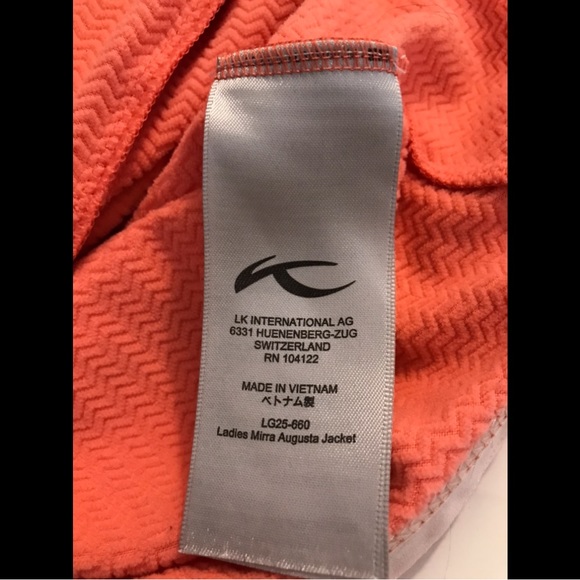 LK INTERNATIONAL AG
6331 HUENENBERG-ZUG
SWITZERLAND
RN 104122
MADE IN VIETNAM
ベトナム製
LG25-660
Ladies Mirra Augusta Jacket